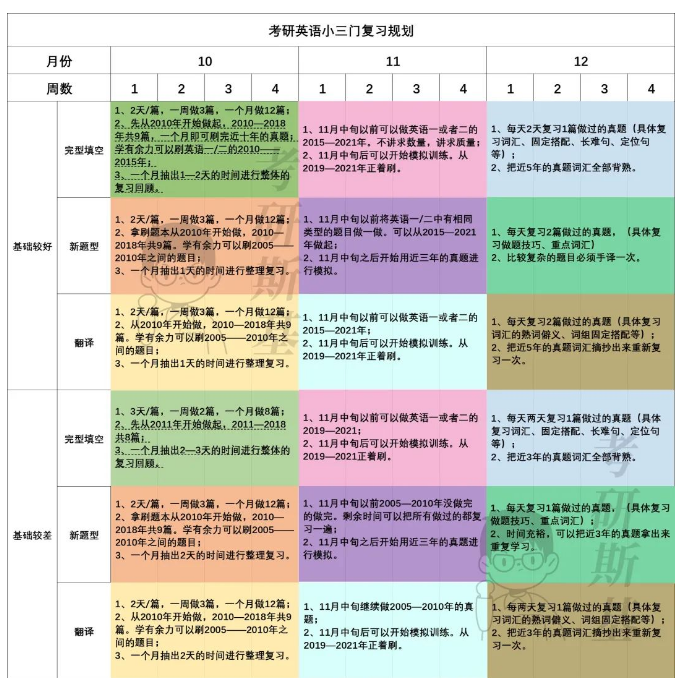 考研英语小三门复习规划
月份
10
11
12
周数
1
2
3
4
1
2
3
4
1
2
3
4
基础较好
完型填空
1、2天/篇，一周做3篇，一个月做12篇；
2、先从2010年开始做起，2010—2018
年共9篇，一个月即可刷完近十年的真题；
学有余力可以刷英语一/二的2010——
2015年；
3、一个月抽出1—2天的时间进行整体的
复习回顾。
1、11月中旬以前可以做英语一或者二的
2015—2021年，不讲求数量，讲求质量；
2、11月中旬后可以开始模拟训练。从
2019—2021年正着刷。
1、每天2天复习1篇做过的真题（具体复
习词汇、固定搭配、长难句、定位句
等）；
2、把近5年的真题词汇全部背熟。
新题型
1、2天/篇，一周做3篇，一个月做12篇；
2、拿刷题本从2010年开始做，2010—
2018年共9篇。学有余力可以刷2005——
2010年之间的题目；
3、一个月抽出1天的时间进行整理复习。
1、11月中旬以前将英语一/二中有相同
类型的题目做一做。可以从2015—2021
年做起；
2、11月中旬之后开始用近三年的真题进
行模拟。
1、每天复习2篇做过的真题，（具体复
习做题技巧、重点词汇）
2、比较复杂的题目必须手译一次。
翻译
1、2天/篇，一周做3篇，一个月做12篇；
2、从2010年开始做，2010—2018年共9
篇。学有余力可以刷2005——2010年之
间的题目；
3、一个月抽出1天的时间进行整理复习。
1、11月中旬以前可以做英语一或者二的
2015—2021年；
2、11月中旬后可以开始模拟训练。从
2019—2021年正着刷。
1、每天复习2篇做过的真题（具体复习
词汇的熟词僻义、词组固定搭配等）；
2、把近5年的真题词汇摘抄出来重新复
习一次。
基础较差
完型填空
1、3天/篇，一周做2篇，一个月做8篇；
2、先从2011年开始做起，2011—2018
共8篇；
3、一个月抽出2—3天的时间进行整体的
复习回顾。
1、11月中旬以前可以做英语一或者二的
2019—2021；
2、11月中旬后可以开始模拟训练。从
2019—2021正着刷。
1、每天两天复习1篇做过的真题（具体
复习词汇、固定搭配、长难句、定位句
等）；
2、把近3年的真题词汇全部背熟。
新题型
1、2天/篇，一周做3篇，一个月做12篇；
2、拿刷题本从2010年开始做，2010—
2018年共9篇。学有余力可以刷2005——
2010年之间的题目；
3、一个月抽出2天的时间进行整理复习。
1、11月中旬以前2005—2010年没做完
的做完。剩余时间可以把所有做过的都复
习一遍；
2、11月中旬之后开始用近三年的真题进
行模拟。
1、每天复习1篇做过的真题，（具体复习
做题技巧、重点词汇）；
2、时间充裕，可以把近3年的真题拿出来
重复学习。
翻译
1、2天/篇，一周做3篇，一个月做12篇；
2、从2010年开始做，2010—2018年共9
篇。学有余力可以刷2005——2010年之
间的题目；
3、一个月抽出2天的时间进行整理复习。
1、11月中旬继续做2005—2010年的真
题；
2、11月中旬后可以开始模拟训练。从
2019—2021年正着刷。
1、每两天复习1篇做过的真题（具体复
习词汇的熟词僻义、词组固定搭配等）；
2、把近3年的真题词汇摘抄出来重新复
习一次。
考研斯基
考研斯基